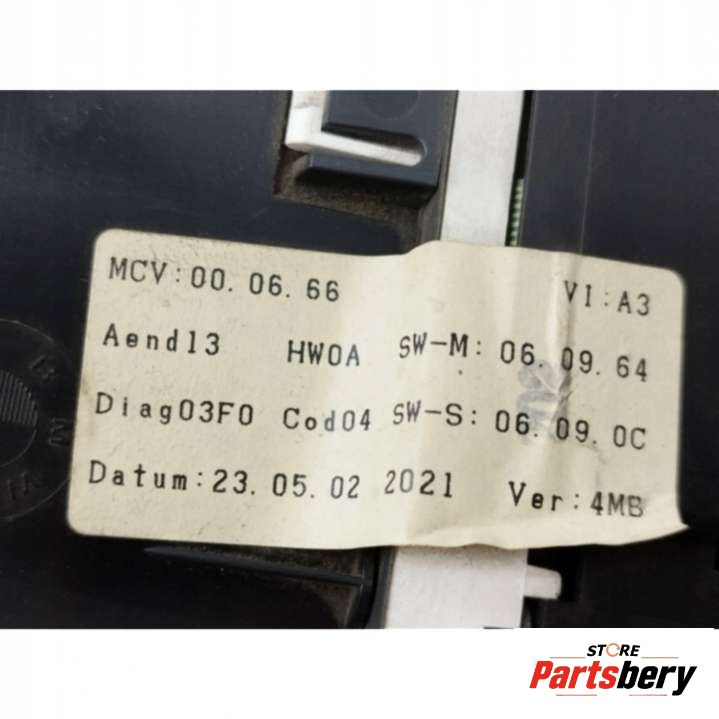 MCV:00. 06. 66 VI:A3
Aend13 HW0A SW-M: 06. 09. 64
Diag03F0 Cod04 SW-S: 06. 09. 0C
Datum:23. 05. 02 2021 Ver:4MB
STORE
Partsbery